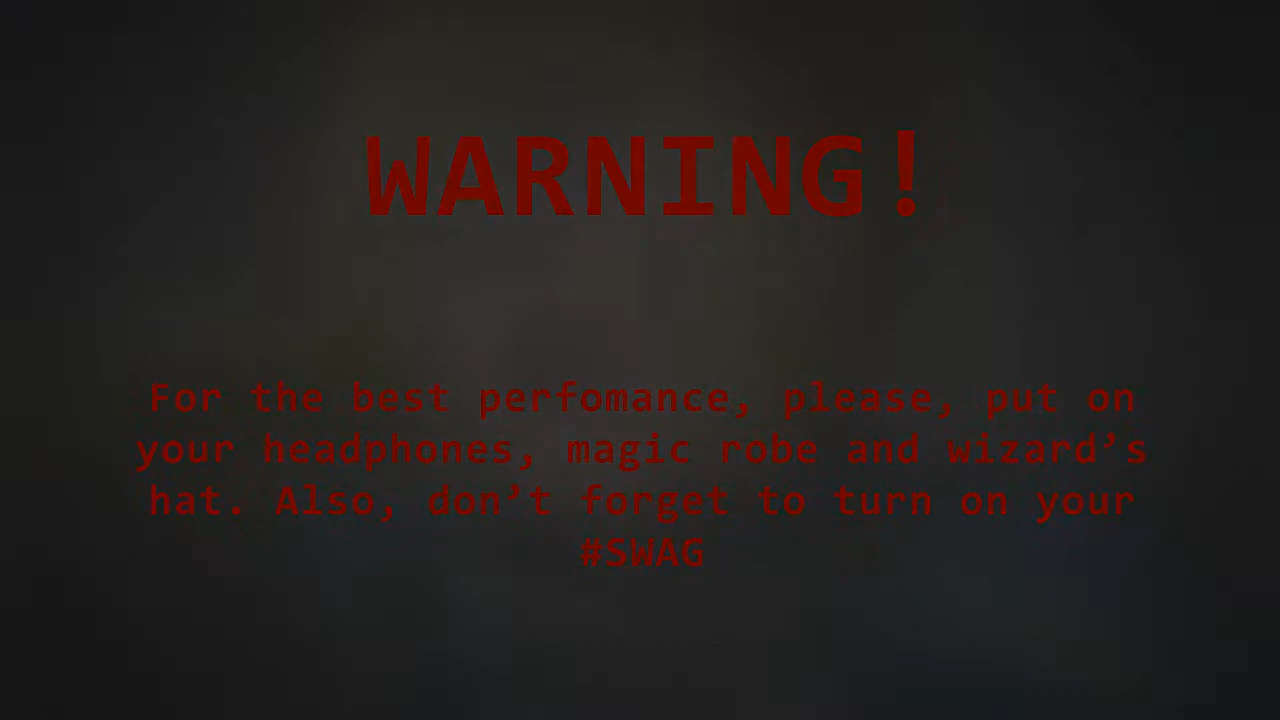 WARNING!
For the best perfomance, please, put on
your headphones, magic robe and wizard’s
hat. Also, don’t forget to turn on your
#SWAG